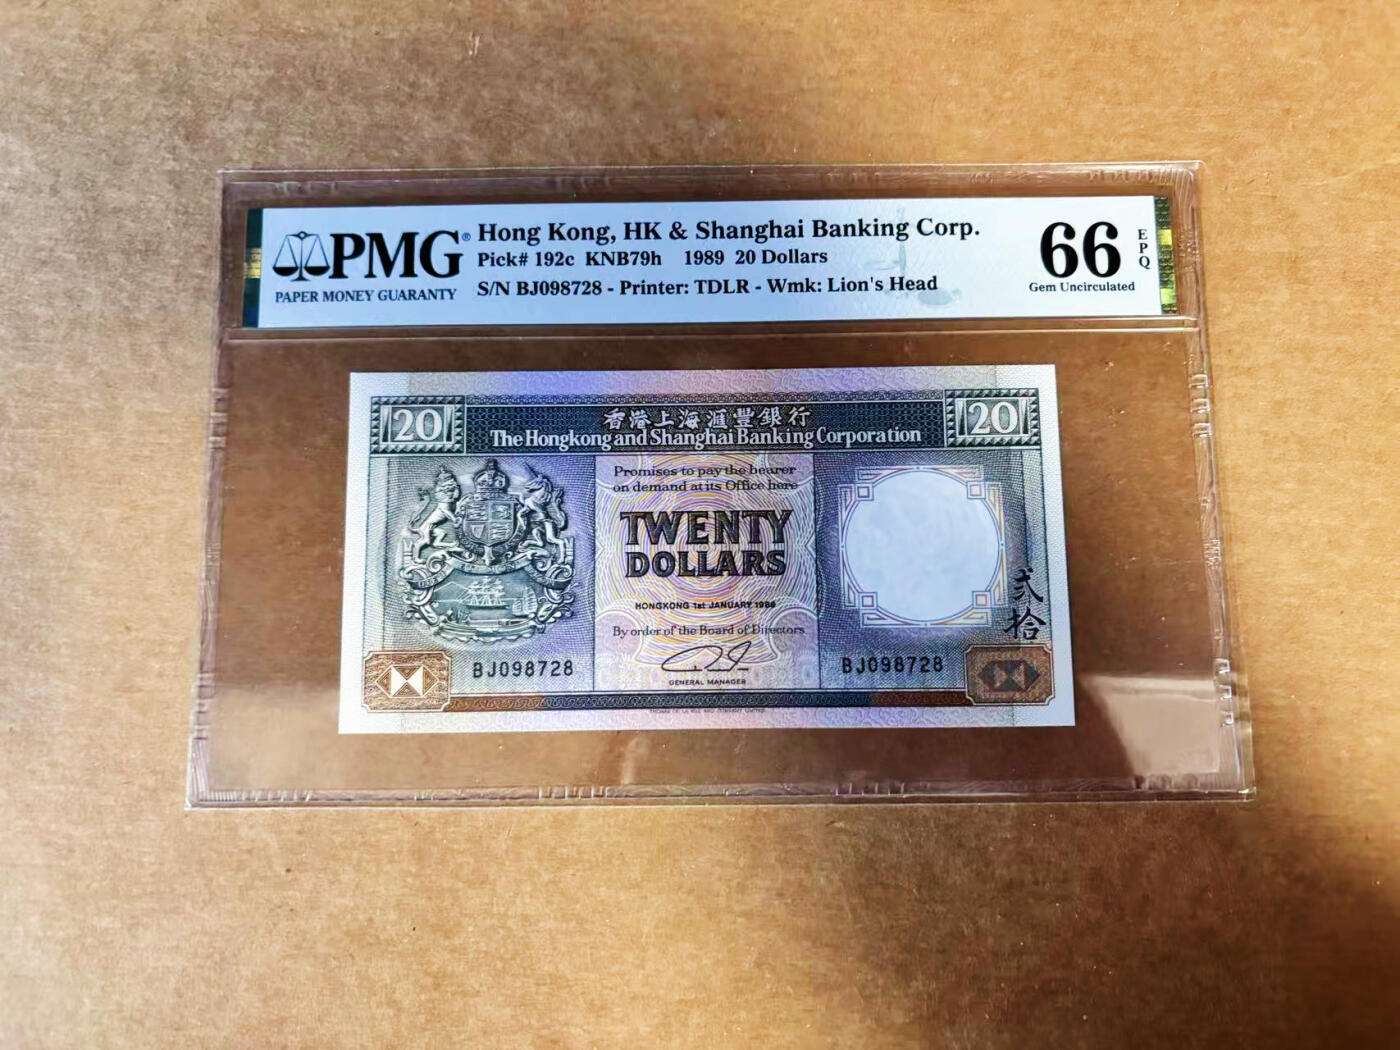 PMG®
PAPER MONEY GUARANTY
Hong Kong, HK & Shanghai Banking Corp.
Pick# 192c KNB79h 1989 20 Dollars
S/N BJ098728 - Printer: TDLR - Wmk: Lion's Head
66
EPQ
Gem Uncirculated
20
香港上海滙豐銀行
The Hongkong and Shanghai Banking Corporation
20
Promises to pay the bearer
on demand at its Office here
TWENTY
DOLLARS
HONGKONG 1st JANUARY 1989
By order of the Board of Directors
GENERAL MANAGER
BJ098728
BJ098728
弍拾